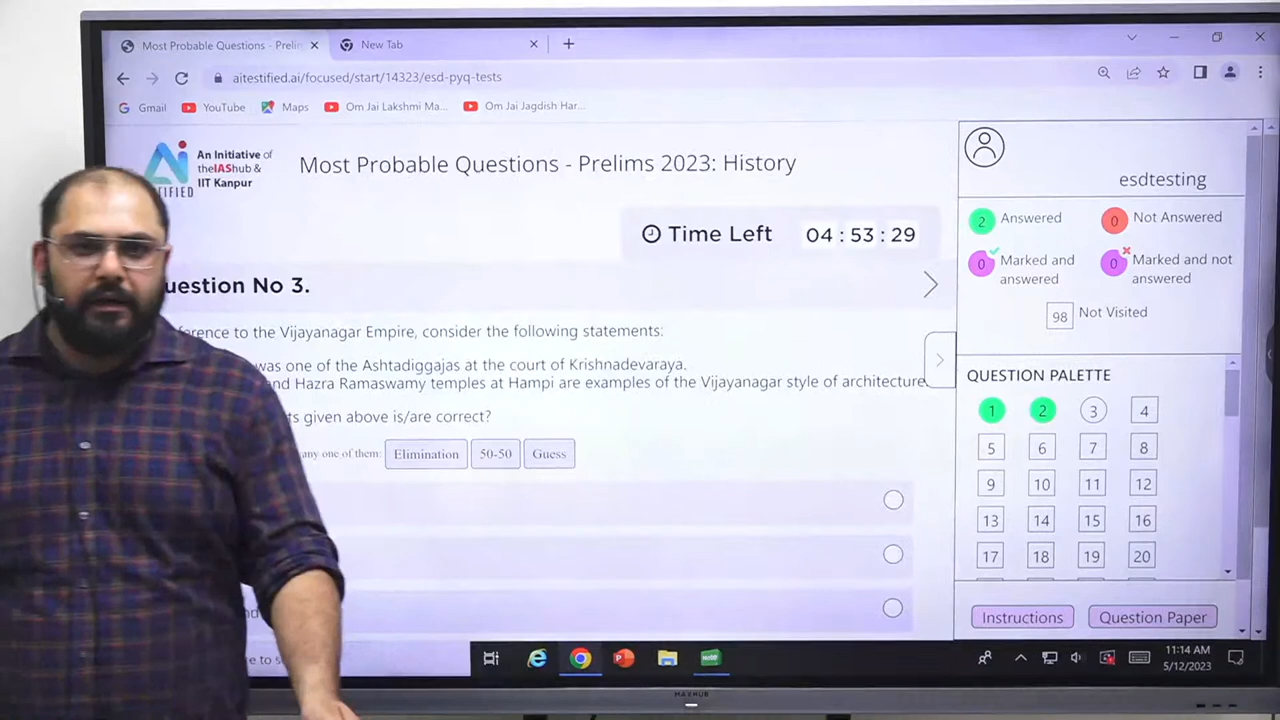 Most Probable Questions - Prelin
New Tab
aitestified.ai/focused/start/14323/esd-pyq-tests
Gmail
YouTube
Maps
Om Jai Lakshmi Ma...
Om Jai Jagdish Har...
An Initiative of
theIAShub &
IIT Kanpur
TIFIED
Most Probable Questions - Prelims 2023: History
esdtesting
Time Left 04 : 53 : 29
2 Answered
0 Not Answered
0 Marked and
answered
0 Marked and not
answered
98 Not Visited
uestion No 3.
erence to the Vijayanagar Empire, consider the following statements:
was one of the Ashtadiggajas at the court of Krishnadevaraya.
and Hazra Ramaswamy temples at Hampi are examples of the Vijayanagar style of architecture.
ts given above is/are correct?
any one of them: Elimination 50-50 Guess
QUESTION PALETTE
1 2 3 4
5 6 7 8
9 10 11 12
13 14 15 16
17 18 19 20
Instructions
Question Paper
11:14 AM
5/12/2023
MAXHUB